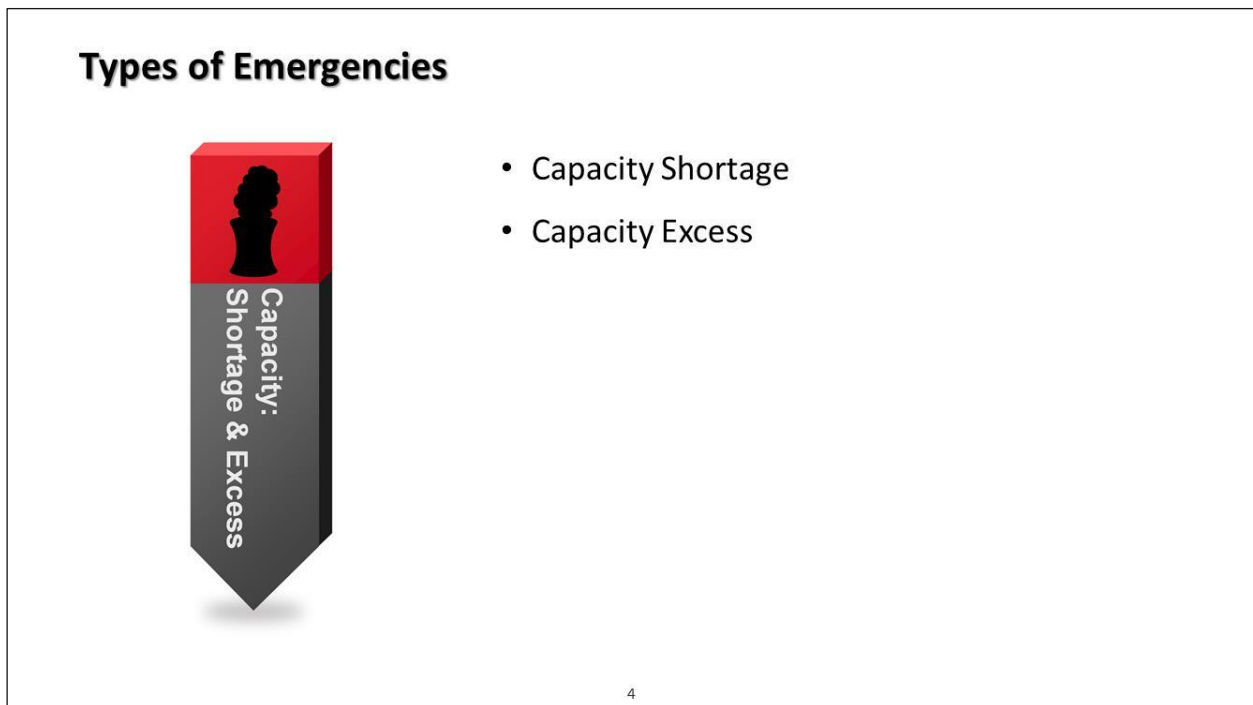 Types of Emergencies
Capacity:
Shortage & Excess
• Capacity Shortage
• Capacity Excess
4